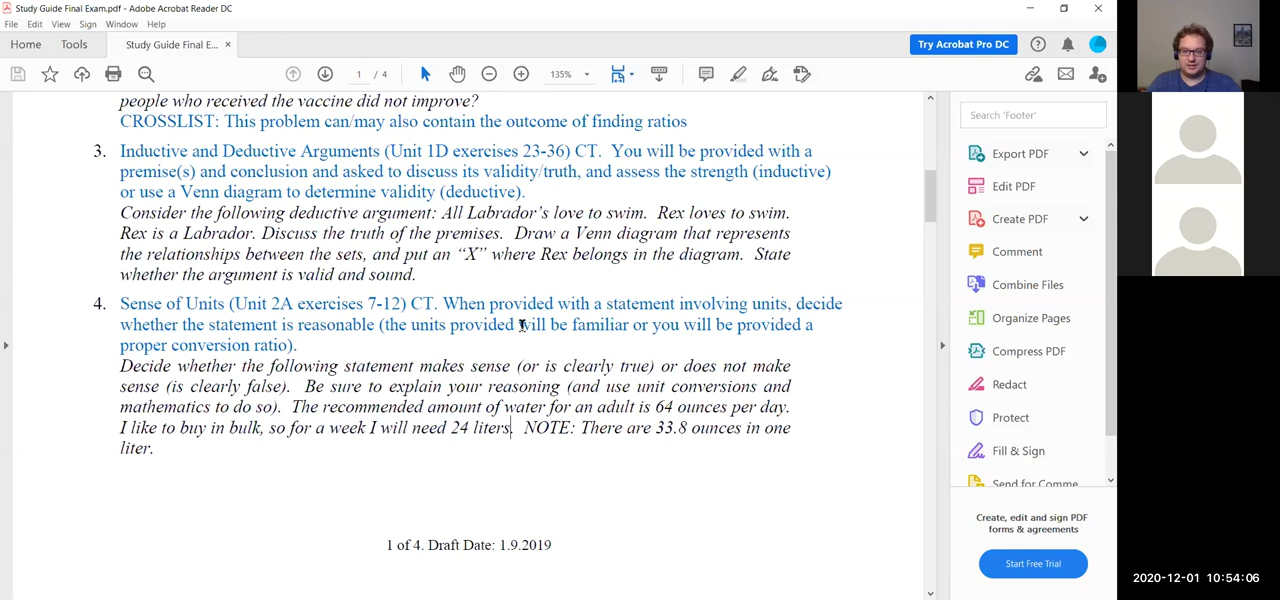 Study Guide Final Exam.pdf - Adobe Acrobat Reader DC
File Edit View Sign Window Help
Home Tools Study Guide Final E... × Try Acrobat Pro DC
1 / 4 135%
people who received the vaccine did not improve?
CROSSLIST: This problem can/may also contain the outcome of finding ratios
3. Inductive and Deductive Arguments (Unit 1D exercises 23-36) CT. You will be provided with a
premise(s) and conclusion and asked to discuss its validity/truth, and assess the strength (inductive)
or use a Venn diagram to determine validity (deductive).
Consider the following deductive argument: All Labrador's love to swim. Rex loves to swim.
Rex is a Labrador. Discuss the truth of the premises. Draw a Venn diagram that represents
the relationships between the sets, and put an “X” where Rex belongs in the diagram. State
whether the argument is valid and sound.
4. Sense of Units (Unit 2A exercises 7-12) CT. When provided with a statement involving units, decide
whether the statement is reasonable (the units provided will be familiar or you will be provided a
proper conversion ratio).
Decide whether the following statement makes sense (or is clearly true) or does not make
sense (is clearly false). Be sure to explain your reasoning (and use unit conversions and
mathematics to do so). The recommended amount of water for an adult is 64 ounces per day.
I like to buy in bulk, so for a week I will need 24 liters. NOTE: There are 33.8 ounces in one
liter.
1 of 4. Draft Date: 1.9.2019
Search 'Footer'
Export PDF
Edit PDF
Create PDF
Comment
Combine Files
Organize Pages
Compress PDF
Redact
Protect
Fill & Sign
Send for Comme
Create, edit and sign PDF
forms & agreements
Start Free Trial
2020-12-01 10:54:06